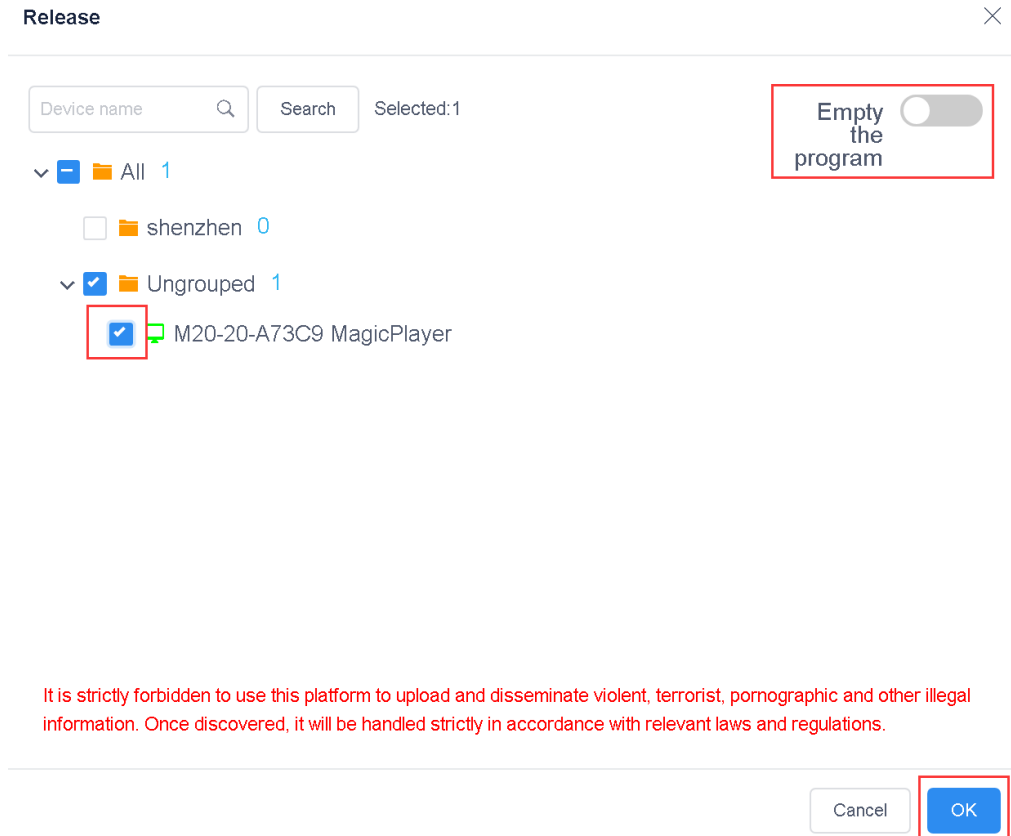 Release
Device name
Search
Selected:1
Empty
the
program
All 1
shenzhen 0
Ungrouped 1
M20-20-A73C9 MagicPlayer
It is strictly forbidden to use this platform to upload and disseminate violent, terrorist, pornographic and other illegal
information. Once discovered, it will be handled strictly in accordance with relevant laws and regulations.
Cancel
OK